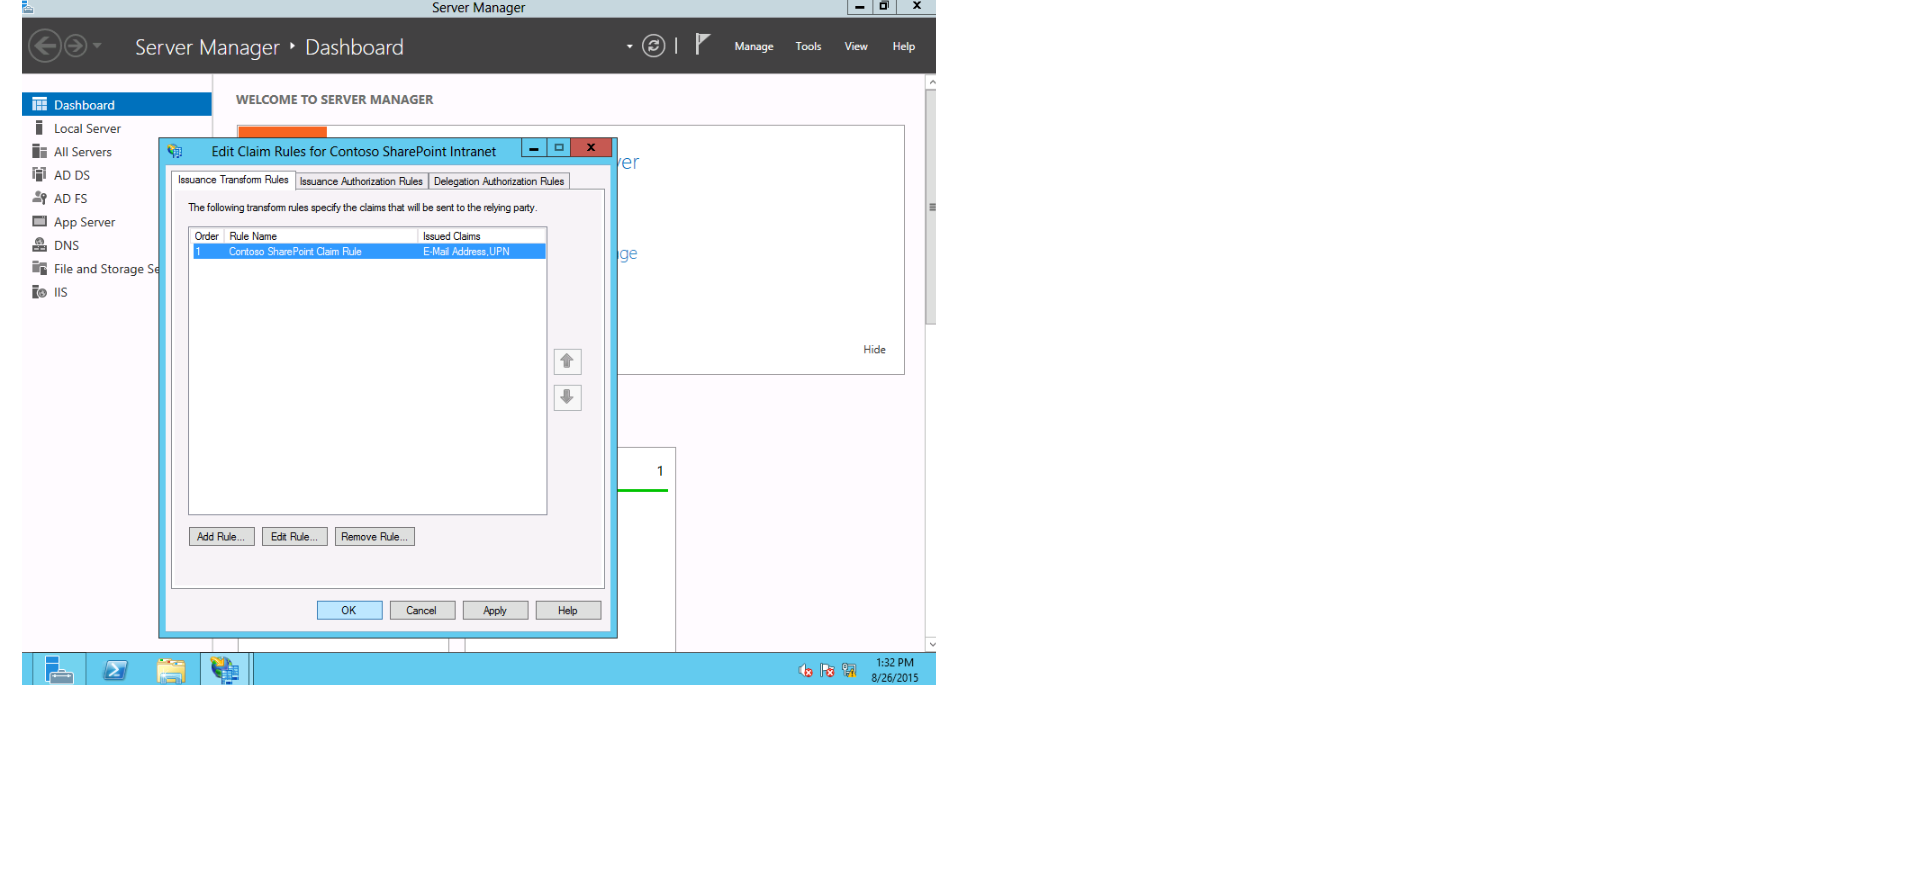 Server Manager
Server Manager
Dashboard
Manage
Tools
View
Help
Dashboard
Local Server
All Servers
AD DS
AD FS
App Server
DNS
File and Storage Se
IIS
WELCOME TO SERVER MANAGER
Hide
1
Edit Claim Rules for Contoso SharePoint Intranet
Issuance Transform Rules
Issuance Authorization Rules
Delegation Authorization Rules
The following transform rules specify the claims that will be sent to the relying party.
Order Rule Name Issued Claims
1 Contoso SharePoint Claim Rule E-Mail Address,UPN
Add Rule...
Edit Rule...
Remove Rule...
OK
Cancel
Apply
Help
1:32 PM
8/26/2015